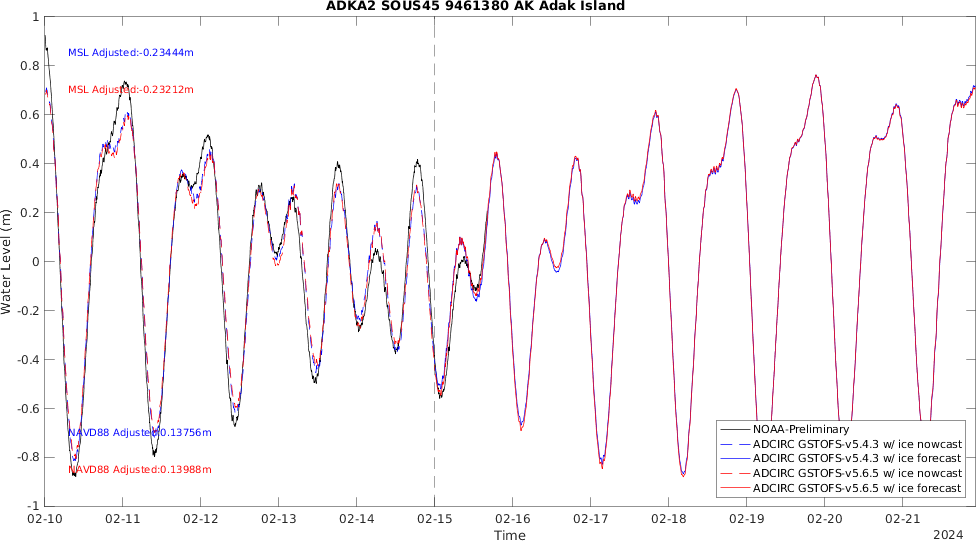 ADKA2 SOUS45 9461380 AK Adak Island
1
0.8
0.6
0.4
0.2
0
-0.2
-0.4
-0.6
-0.8
-1
Water Level (m)
MSL Adjusted:-0.23444m
MSL Adjusted:-0.23212m
NAVD88 Adjusted:0.13756m
NAVD88 Adjusted:0.13988m
NOAA-Preliminary
ADCIRC GSTOFS-v5.4.3 w/ ice nowcast
ADCIRC GSTOFS-v5.4.3 w/ ice forecast
ADCIRC GSTOFS-v5.6.5 w/ ice nowcast
ADCIRC GSTOFS-v5.6.5 w/ ice forecast
02-10 02-11 02-12 02-13 02-14 02-15 02-16 02-17 02-18 02-19 02-20 02-21
Time
2024